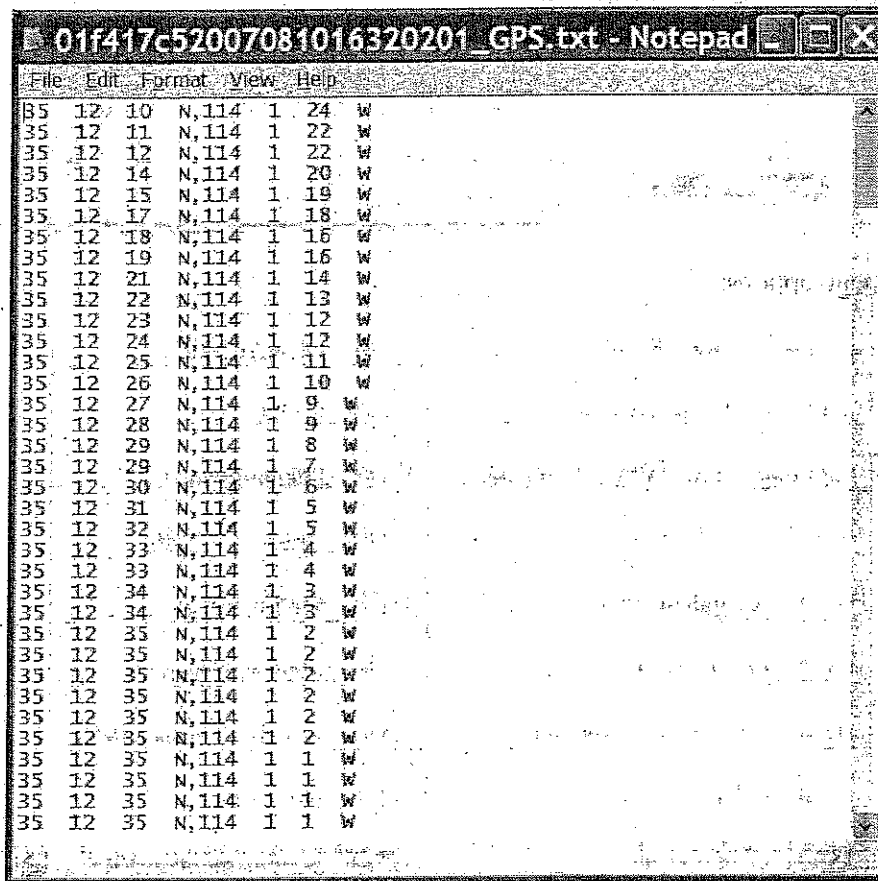 01f417c52007081016320201_GPS.txt - Notepad
File Edit Format View Help
35 12 10 N,114 1 24 W
35 12 11 N,114 1 22 W
35 12 12 N,114 1 22 W
35 12 14 N,114 1 20 W
35 12 15 N,114 1 19 W
35 12 17 N,114 1 18 W
35 12 18 N,114 1 16 W
35 12 19 N,114 1 16 W
35 12 21 N,114 1 14 W
35 12 22 N,114 1 13 W
35 12 23 N,114 1 12 W
35 12 24 N,114 1 12 W
35 12 25 N,114 1 11 W
35 12 26 N,114 1 10 W
35 12 27 N,114 1 9 W
35 12 28 N,114 1 9 W
35 12 29 N,114 1 8 W
35 12 29 N,114 1 7 W
35 12 30 N,114 1 6 W
35 12 31 N,114 1 5 W
35 12 32 N,114 1 5 W
35 12 33 N,114 1 4 W
35 12 33 N,114 1 4 W
35 12 34 N,114 1 3 W
35 12 34 N,114 1 3 W
35 12 35 N,114 1 2 W
35 12 35 N,114 1 2 W
35 12 35 N,114 1 2 W
35 12 35 N,114 1 2 W
35 12 35 N,114 1 2 W
35 12 35 N,114 1 2 W
35 12 35 N,114 1 1 W
35 12 35 N,114 1 1 W
35 12 35 N,114 1 1 W
35 12 35 N,114 1 1 W